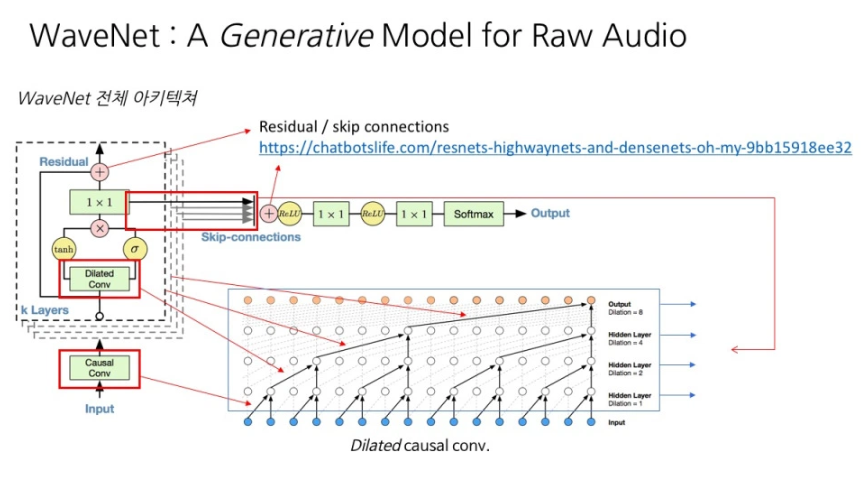 WaveNet : A Generative Model for Raw Audio
WaveNet 전체 아키텍쳐
Residual / skip connections
https://chatbotslife.com/resnets-highwaynets-and-densenets-oh-my-9bb15918ee32
Residual
+
1 × 1
×
tanh
σ
Dilated
Conv
k Layers
Causal
Conv
Input
Skip-connections
+
ReLU
1 × 1
ReLU
1 × 1
Softmax
Output
Output
Dilation = 8
Hidden Layer
Dilation = 4
Hidden Layer
Dilation = 2
Hidden Layer
Dilation = 1
Input
Dilated causal conv.